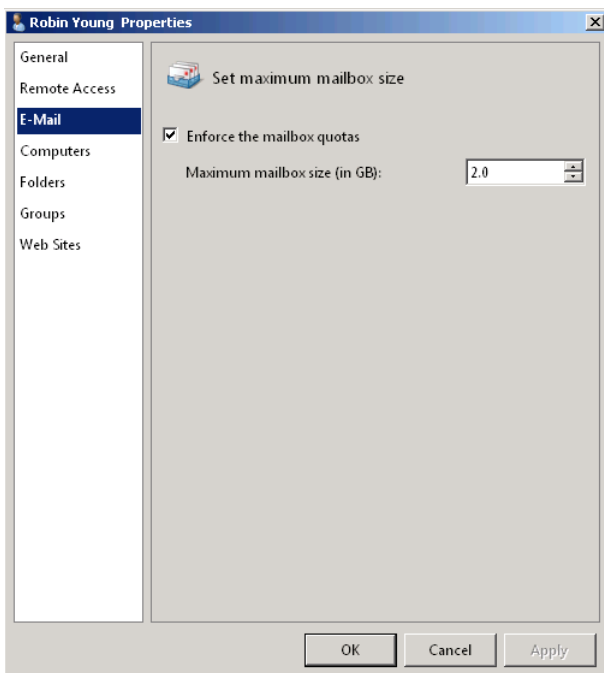 Robin Young Properties
General
Remote Access
E-Mail
Computers
Folders
Groups
Web Sites
Set maximum mailbox size
Enforce the mailbox quotas
Maximum mailbox size (in GB): 2.0
OK Cancel Apply